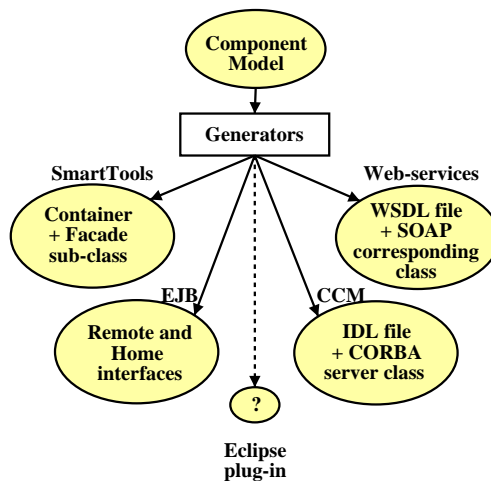 Component
Model
Generators
SmartTools
Web-services
Container
+ Facade
sub-class
WSDL file
+ SOAP
corresponding
class
EJB
CCM
Remote and
Home
interfaces
IDL file
+ CORBA
server class
?
Eclipse
plug-in